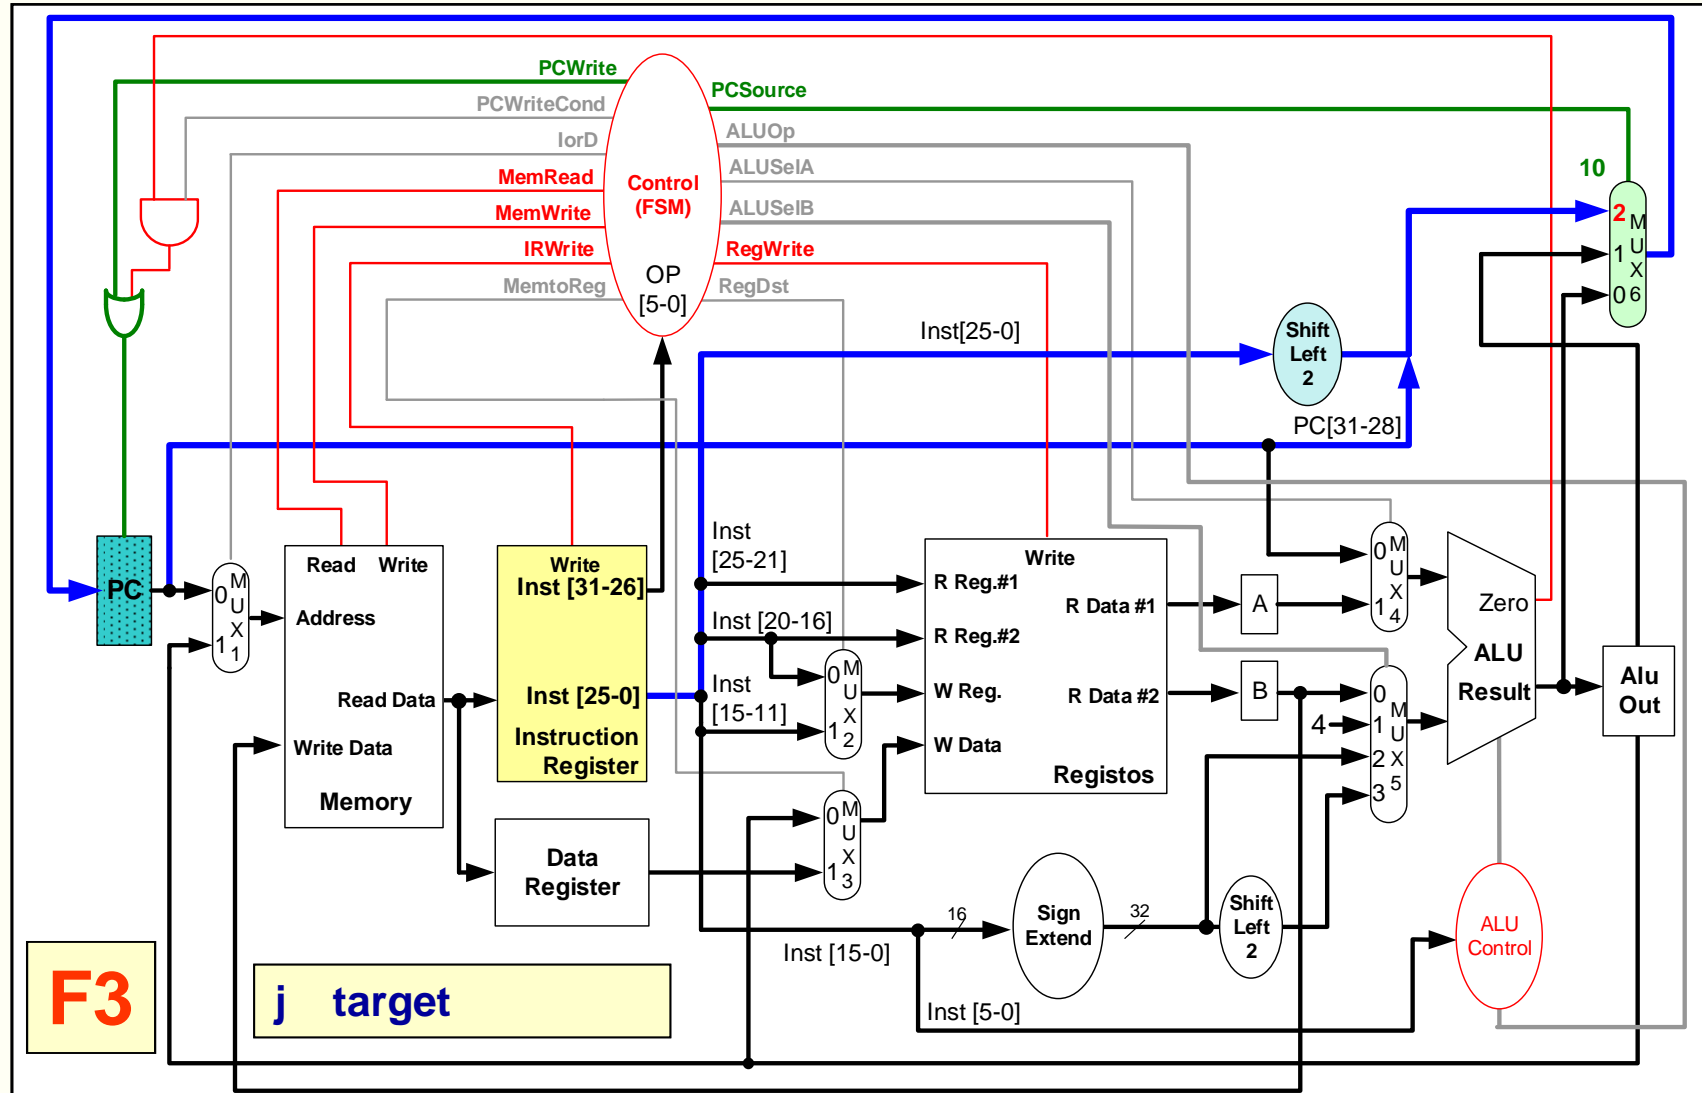 PCWrite
PCWriteCond
IorD
MemRead
MemWrite
IRWrite
MemtoReg
Control
(FSM)
OP
[5-0]
PCSource
ALUOp
ALUSelA
ALUSelB
RegWrite
RegDst
10
2
1
0
M
U
X
6
Inst[25-0]
Shift
Left
2
PC[31-28]
PC
0
1
M
U
X
1
Read Write
Address
Read Data
Write Data
Memory
Write
Inst [31-26]
Inst [25-0]
Instruction
Register
Data
Register
Inst
[25-21]
Inst [20-16]
Inst
[15-11]
0
1
M
U
X
2
0
1
M
U
X
3
Write
R Reg.#1
R Reg.#2
W Reg.
W Data
R Data #1
R Data #2
Registos
A
B
4
0
1
M
U
X
4
0
1
2
3
M
U
X
5
Zero
ALU
Result
Alu
Out
Inst [15-0]
16
Sign
Extend
32
Shift
Left
2
Inst [5-0]
ALU
Control
F3
j target